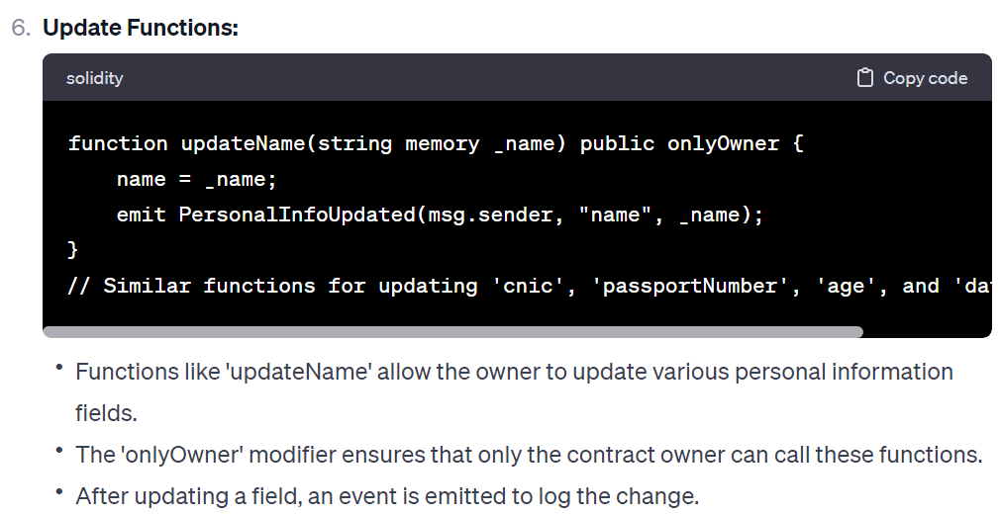 6. Update Functions:
solidity
Copy code
function updateName(string memory _name) public onlyOwner {
    name = _name;
    emit PersonalInfoUpdated(msg.sender, "name", _name);
}
// Similar functions for updating 'cnic', 'passportNumber', 'age', and 'da
• Functions like 'updateName' allow the owner to update various personal information
fields.
• The 'onlyOwner' modifier ensures that only the contract owner can call these functions.
• After updating a field, an event is emitted to log the change.